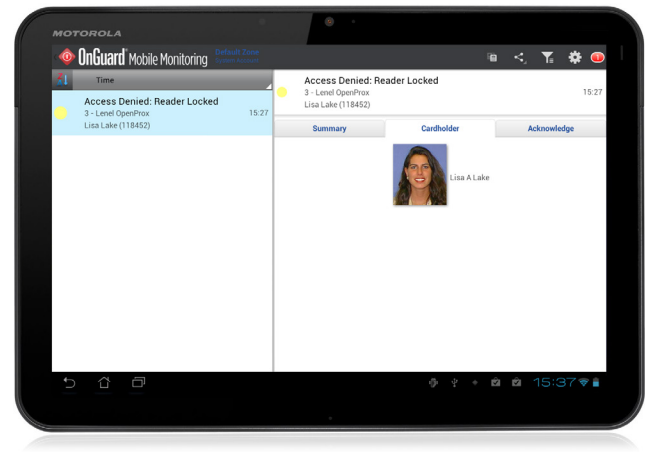 MOTOROLA
OnGuard® Mobile Monitoring
Default Zone
Time
Access Denied: Reader Locked
3 - Lenel OpenProx
15:27
Lisa Lake (118452)
Access Denied: Reader Locked
3 - Lenel OpenProx
15:27
Lisa Lake (118452)
Summary
Cardholder
Acknowledge
Lisa A Lake
15:37